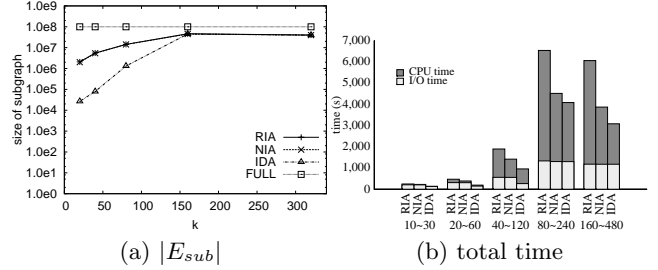 1.0e9
1.0e8
1.0e7
1.0e6
1.0e5
1.0e4
1.0e3
1.0e2
1.0e1
1.0e0
size of subgraph
RIA
NIA
IDA
FULL
0 50 100 150 200 250 300
k
(a) |E_sub|
7,000
6,000
5,000
4,000
3,000
2,000
1,000
0
time (s)
CPU time
I/O time
RIA NIA IDA RIA NIA IDA RIA NIA IDA RIA NIA IDA RIA NIA IDA
10~30 20~60 40~120 80~240 160~480
(b) total time